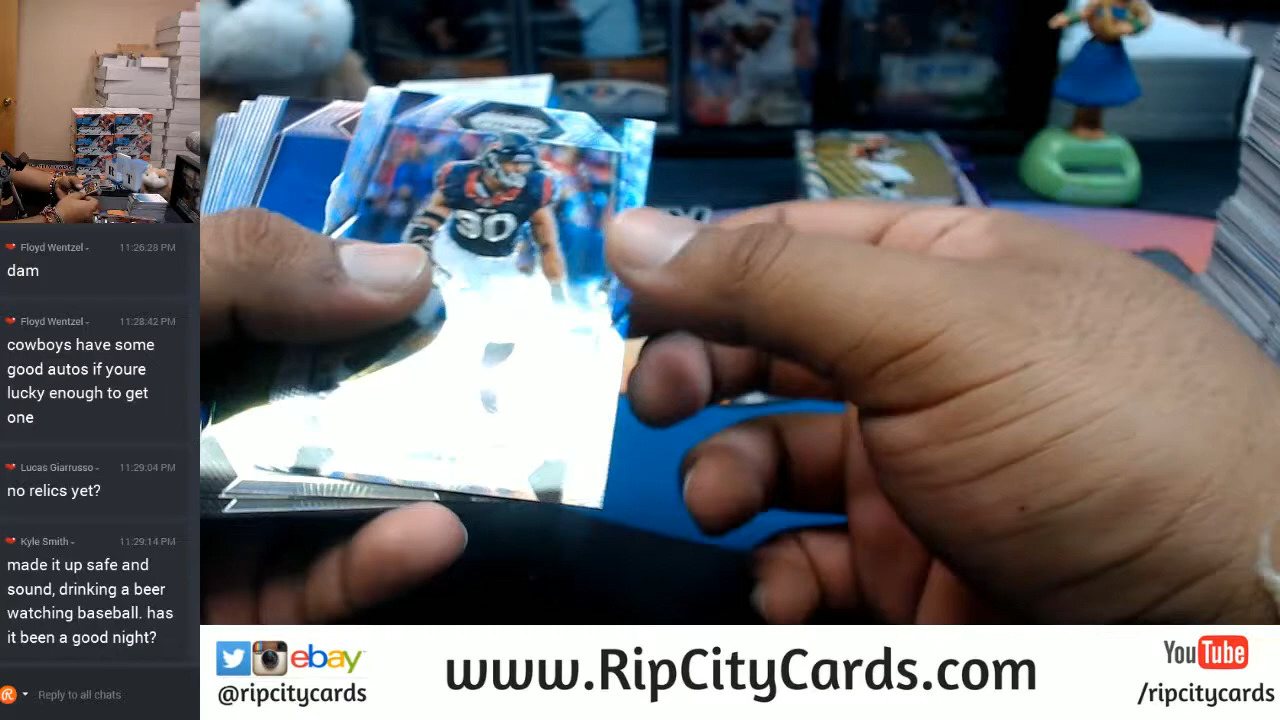 Floyd Wentzel 11:26:28 PM
dam
Floyd Wentzel 11:28:42 PM
cowboys have some
good autos if youre
lucky enough to get
one
Lucas Giarrusso 11:29:04 PM
no relics yet?
Kyle Smith 11:29:14 PM
made it up safe and
sound, drinking a beer
watching baseball. has
it been a good night?
Reply to all chats
90
ebay
@ripcitycards
www.RipCityCards.com
YouTube
/ripcitycards